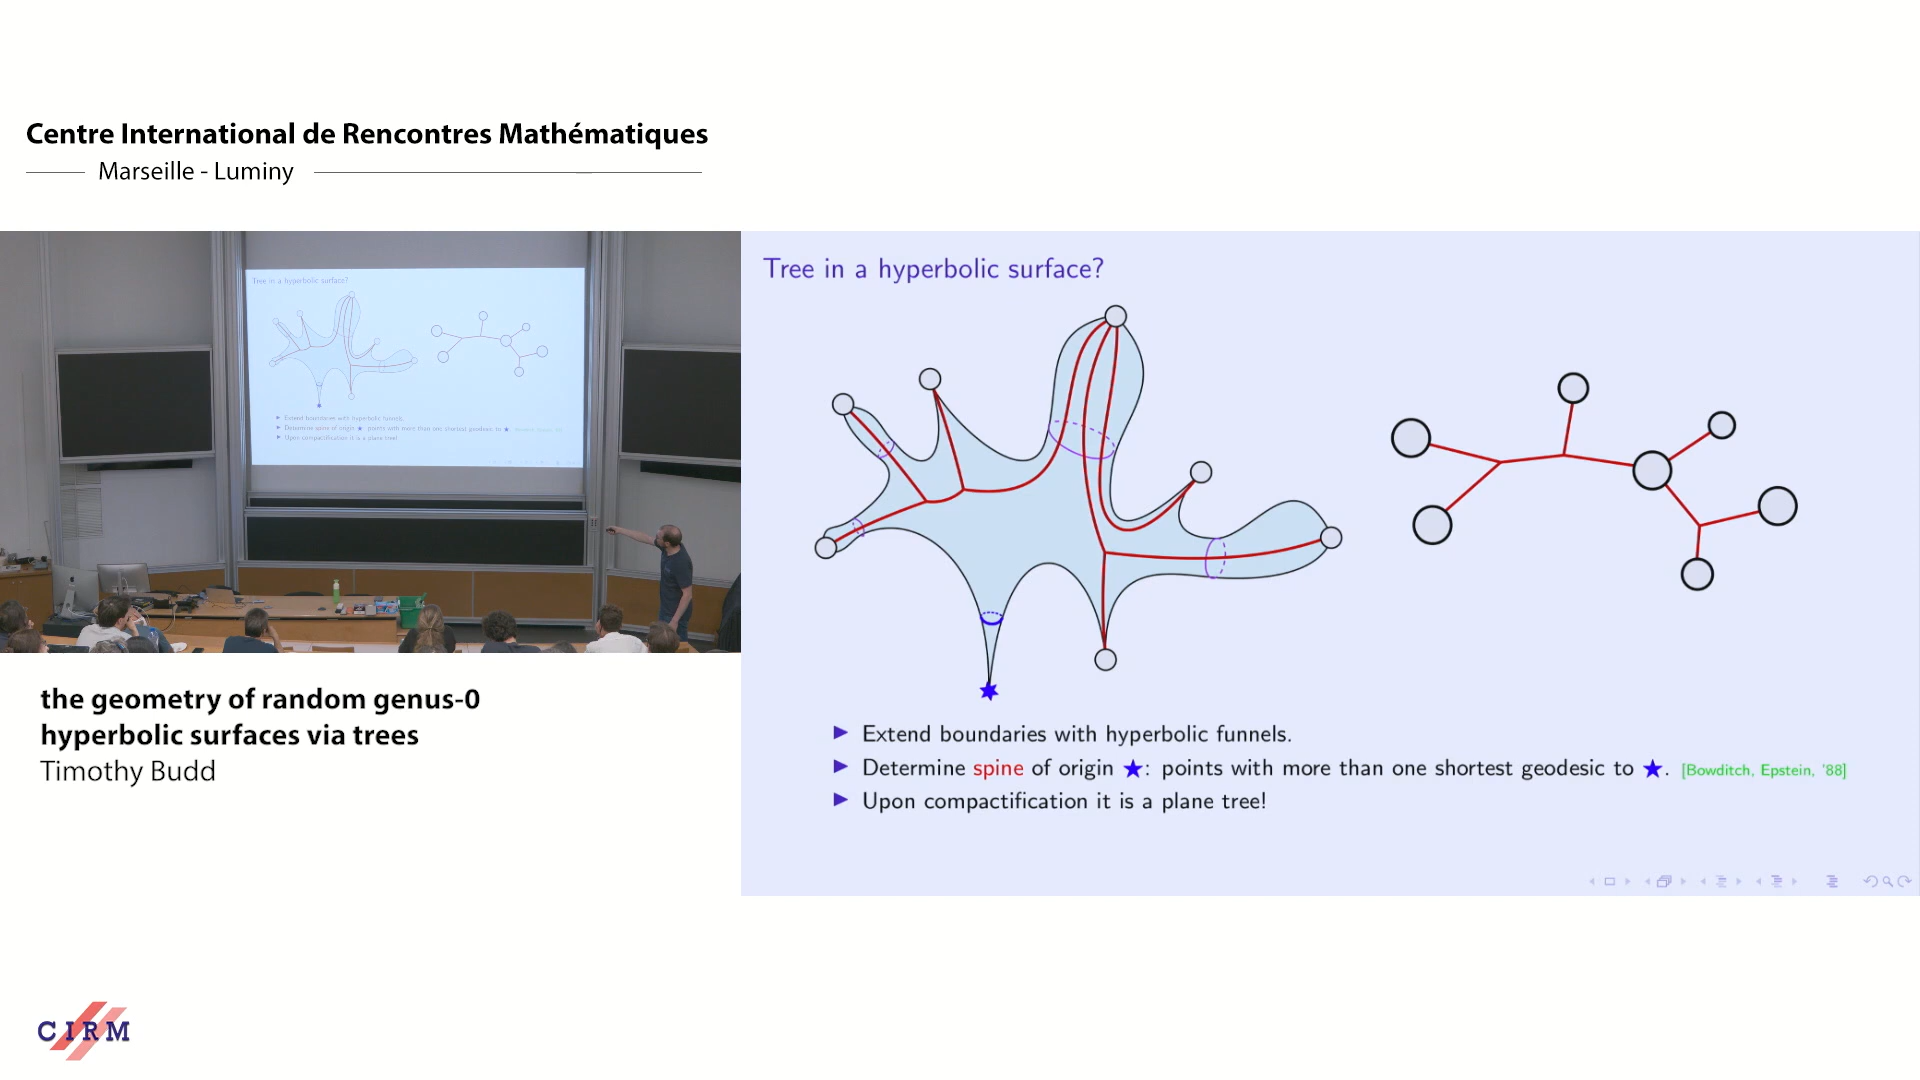 Centre International de Rencontres Mathématiques
Marseille - Luminy
Tree in a hyperbolic surface?
▶ Extend boundaries with hyperbolic funnels.
▶ Determine spine of origin ★: points with more than one shortest geodesic to ★. [Bowditch, Epstein, '88]
▶ Upon compactification it is a plane tree!
the geometry of random genus-0
hyperbolic surfaces via trees
Timothy Budd
CIRM